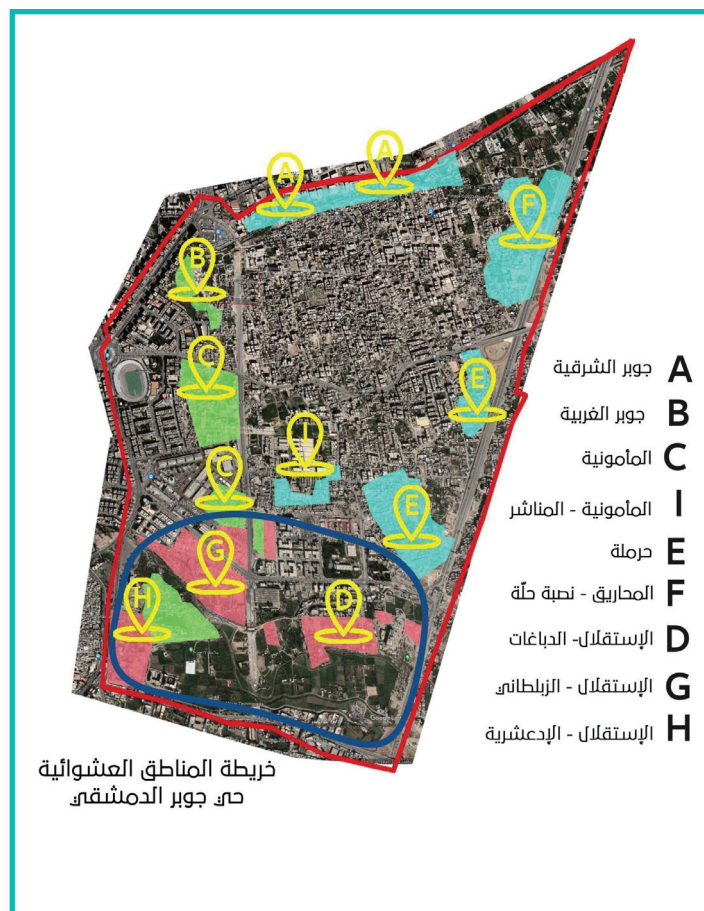 A
A
F
B
C
E
I
C
E
G
D
H
جوبر الشرقية A
جوبر الغربية B
المأمونية C
المأمونية - المناشر I
حرملة E
المحاريق - نصبة حلّة F
الإستقلال- الدباغات D
الإستقلال - الزبلطاني G
الإستقلال - الإدعشرية H
خريطة المناطق العشوائية
حي جوبر الدمشقي